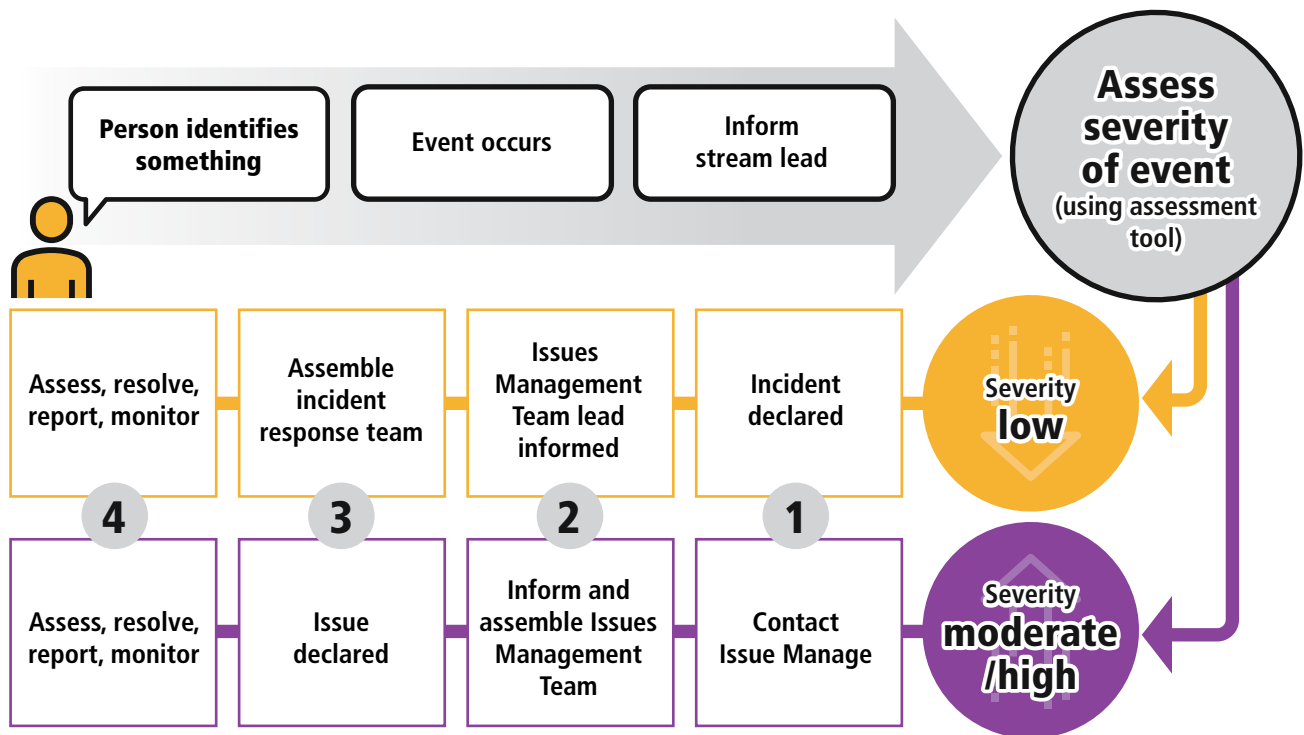 Person identifies
something
Event occurs
Inform
stream lead
Assess
severity
of event
(using assessment
tool)
Assess, resolve,
report, monitor
Assemble
incident
response team
Issues
Management
Team lead
informed
Incident
declared
Severity
low
4
3
2
1
Assess, resolve,
report, monitor
Issue
declared
Inform and
assemble Issues
Management
Team
Contact
Issue Manage
Severity
moderate
/high